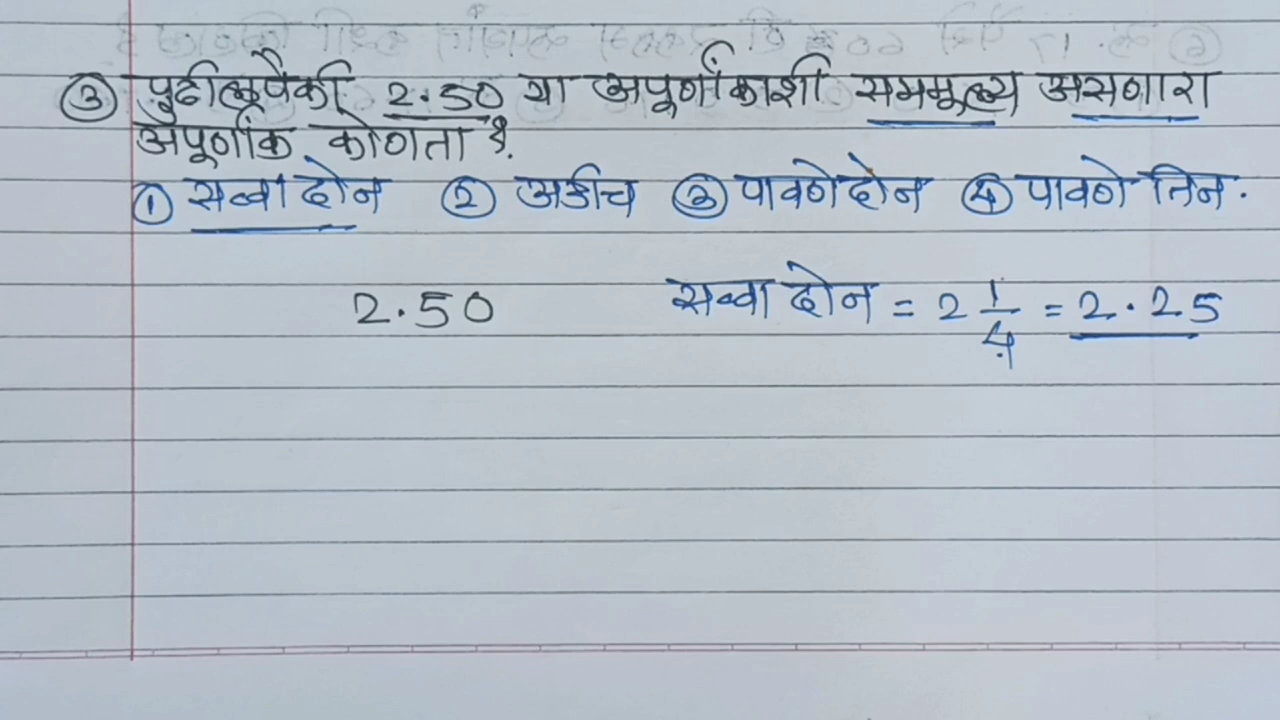 ③ पुढीलपैकी 2.50 या अपूर्णांकाशी सममूल्य असणारा
अपूर्णांक कोणता ?.
① सव्वा दोन ② अडीच ③ पावणेदोन ④ पावणे तिन.
2.50 सव्वा दोन = 2 1/4 = 2.25